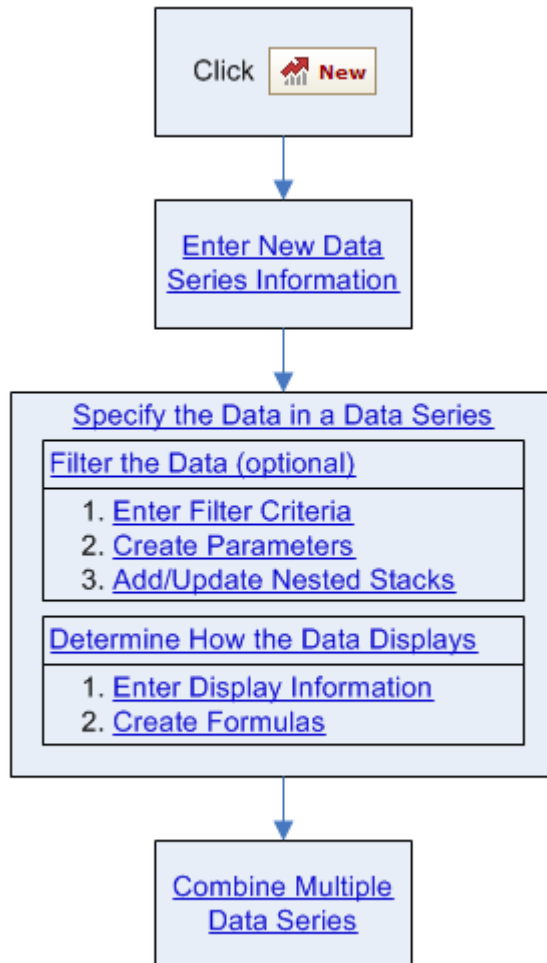 Click New
Enter New Data
Series Information
Specify the Data in a Data Series
Filter the Data (optional)
1. Enter Filter Criteria
2. Create Parameters
3. Add/Update Nested Stacks
Determine How the Data Displays
1. Enter Display Information
2. Create Formulas
Combine Multiple
Data Series